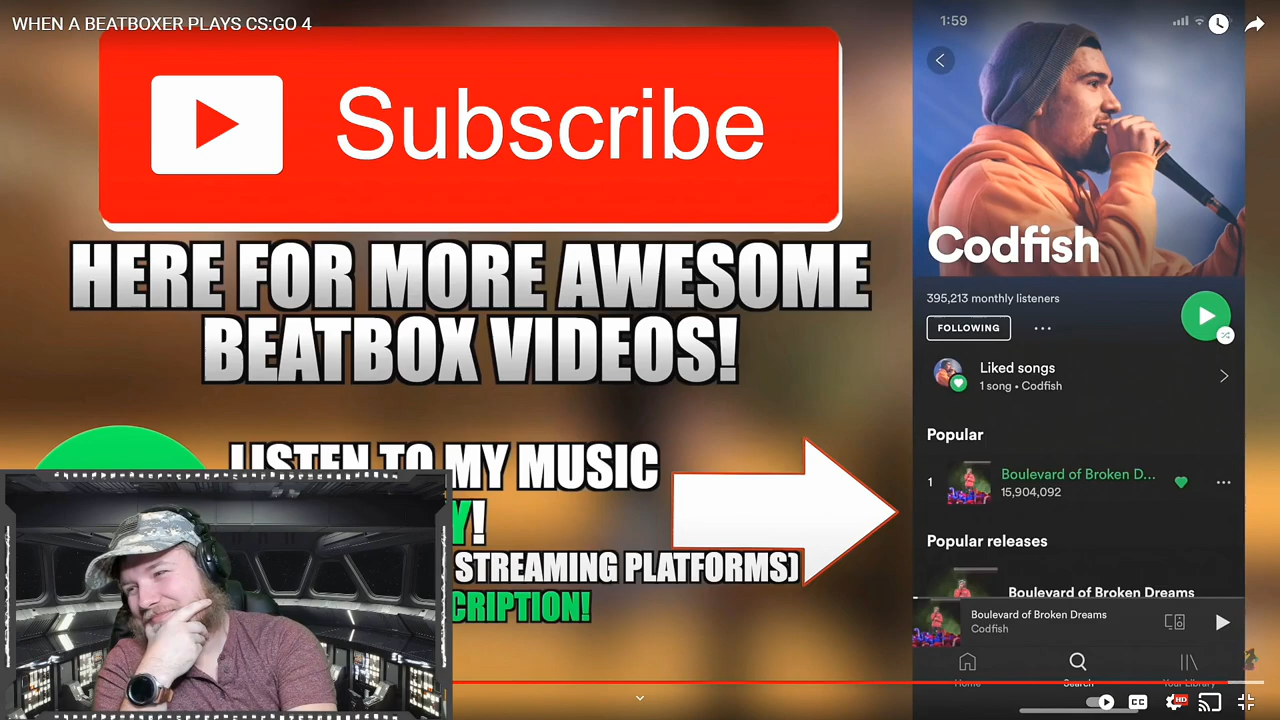 WHEN A BEATBOXER PLAYS CS:GO 4
Subscribe
HERE FOR MORE AWESOME
BEATBOX VIDEOS!
LISTEN TO MY MUSIC
Y!
STREAMING PLATFORMS)
CRIPTION!
1:59
Codfish
395,213 monthly listeners
FOLLOWING
Liked songs
1 song • Codfish
Popular
1
Boulevard of Broken D...
15,904,092
Popular releases
Boulevard of Broken Dreams
Boulevard of Broken Dreams
Codfish
Home
Search
Your Library
CC
HD